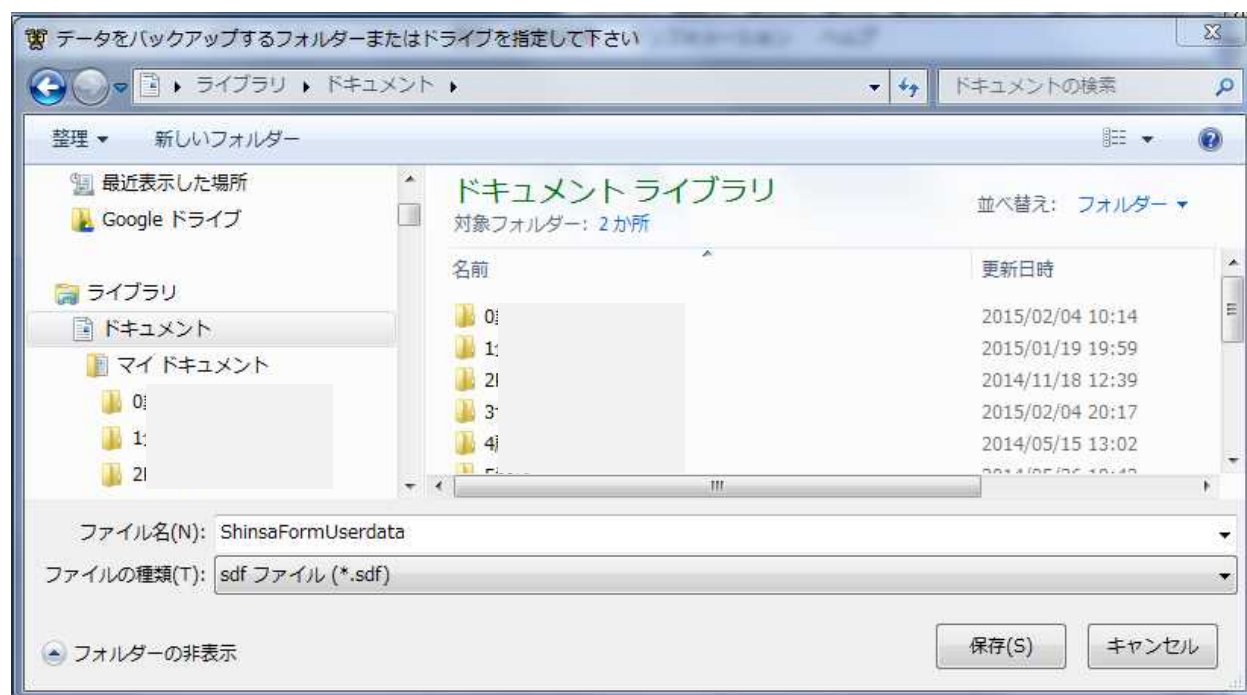 データをバックアップするフォルダーまたはドライブを指定して下さい
ライブラリ ドキュメント
ドキュメントの検索
整理 新しいフォルダー
最近表示した場所
Google ドライブ
ライブラリ
ドキュメント
マイ ドキュメント
0
1
2
ドキュメント ライブラリ
対象フォルダー: 2 か所
並べ替え: フォルダー
名前 更新日時
0 2015/02/04 10:14
1 2015/01/19 19:59
2 2014/11/18 12:39
3 2015/02/04 20:17
4 2014/05/15 13:02
ファイル名(N): ShinsaFormUserdata
ファイルの種類(T): sdf ファイル (*.sdf)
フォルダーの非表示
保存(S) キャンセル